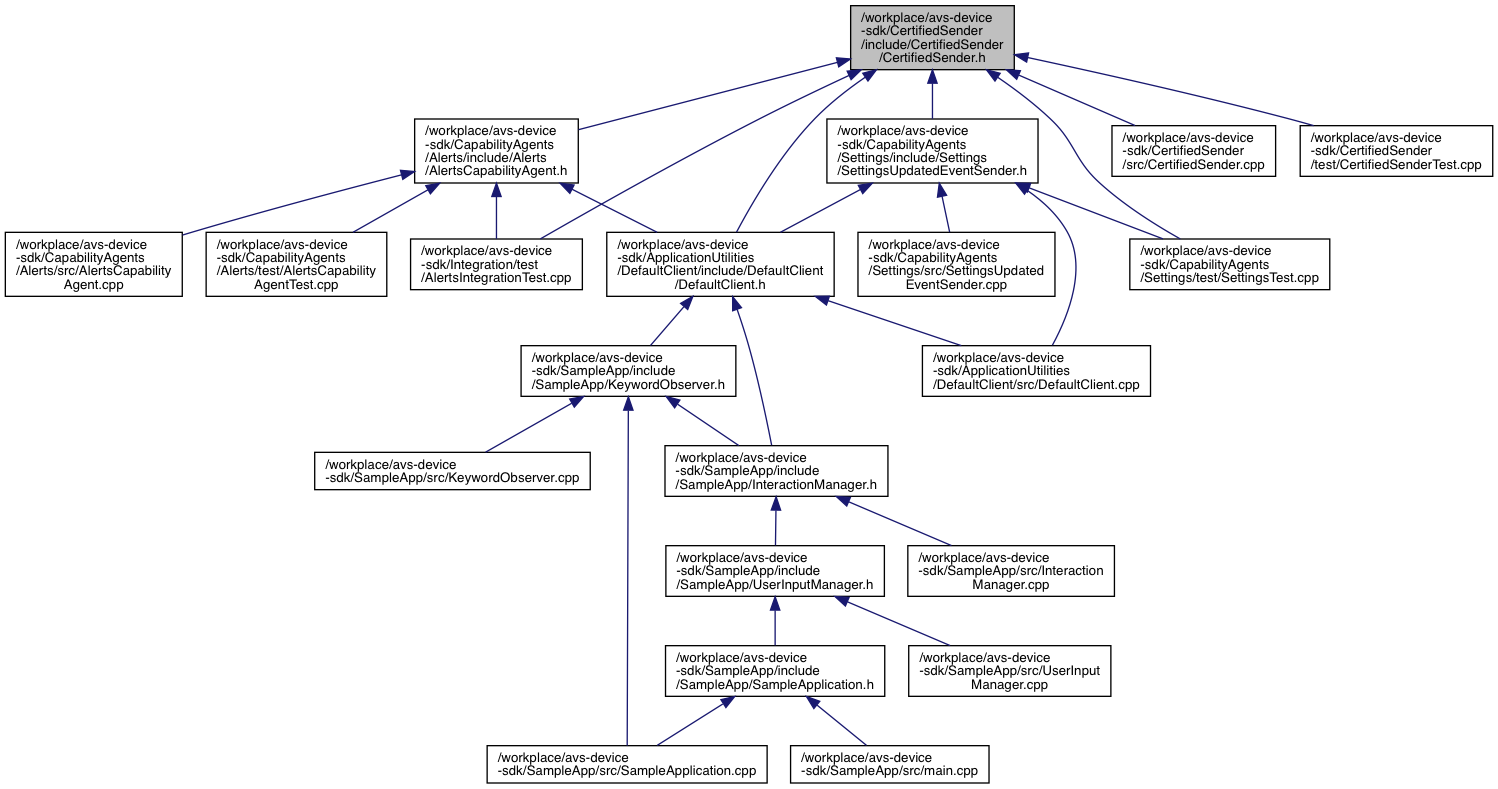 /workplace/avs-device
-sdk/CertifiedSender
/include/CertifiedSender
/CertifiedSender.h
/workplace/avs-device
-sdk/CapabilityAgents
/Alerts/include/Alerts
/AlertsCapabilityAgent.h
/workplace/avs-device
-sdk/CapabilityAgents
/Settings/include/Settings
/SettingsUpdatedEventSender.h
/workplace/avs-device
-sdk/CertifiedSender
/src/CertifiedSender.cpp
/workplace/avs-device
-sdk/CertifiedSender
/test/CertifiedSenderTest.cpp
/workplace/avs-device
-sdk/CapabilityAgents
/Alerts/src/AlertsCapability
Agent.cpp
/workplace/avs-device
-sdk/CapabilityAgents
/Alerts/test/AlertsCapability
AgentTest.cpp
/workplace/avs-device
-sdk/Integration/test
/AlertsIntegrationTest.cpp
/workplace/avs-device
-sdk/ApplicationUtilities
/DefaultClient/include/DefaultClient
/DefaultClient.h
/workplace/avs-device
-sdk/CapabilityAgents
/Settings/src/SettingsUpdated
EventSender.cpp
/workplace/avs-device
-sdk/CapabilityAgents
/Settings/test/SettingsTest.cpp
/workplace/avs-device
-sdk/SampleApp/include
/SampleApp/KeywordObserver.h
/workplace/avs-device
-sdk/ApplicationUtilities
/DefaultClient/src/DefaultClient.cpp
/workplace/avs-device
-sdk/SampleApp/src/KeywordObserver.cpp
/workplace/avs-device
-sdk/SampleApp/include
/SampleApp/InteractionManager.h
/workplace/avs-device
-sdk/SampleApp/include
/SampleApp/UserInputManager.h
/workplace/avs-device
-sdk/SampleApp/src/Interaction
Manager.cpp
/workplace/avs-device
-sdk/SampleApp/include
/SampleApp/SampleApplication.h
/workplace/avs-device
-sdk/SampleApp/src/UserInput
Manager.cpp
/workplace/avs-device
-sdk/SampleApp/src/SampleApplication.cpp
/workplace/avs-device
-sdk/SampleApp/src/main.cpp